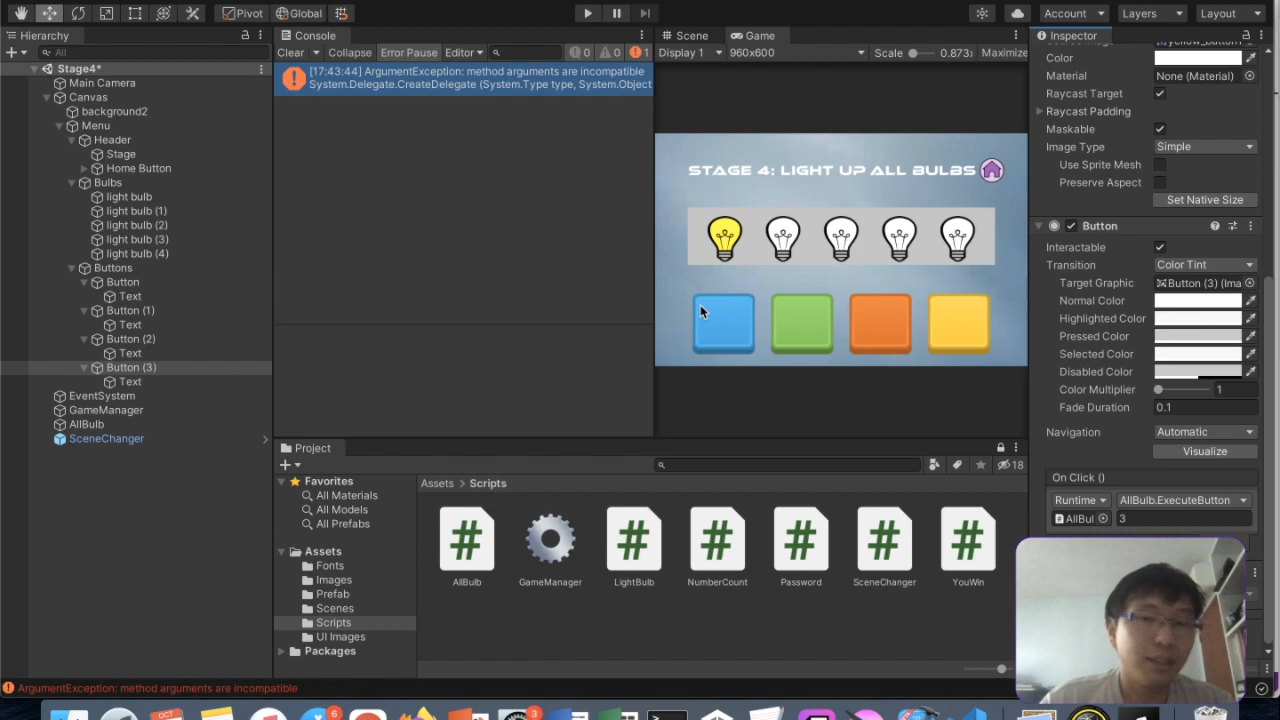 Pivot Global Account Layers Layout
Hierarchy
All
Stage4*
Main Camera
Canvas
background2
Menu
Header
Stage
Home Button
Bulbs
light bulb
light bulb (1)
light bulb (2)
light bulb (3)
light bulb (4)
Buttons
Button
Text
Button (1)
Text
Button (2)
Text
Button (3)
Text
EventSystem
GameManager
AllBulb
SceneChanger
Console
Clear Collapse Error Pause Editor 0 0 1
[17:43:44] ArgumentException: method arguments are incompatible
System.Delegate.CreateDelegate (System.Type type, System.Object
Scene Game
Display 1 960x600 Scale 0.873 Maximize
STAGE 4: LIGHT UP ALL BULBS
Project
18
Favorites
All Materials
All Models
All Prefabs
Assets
Fonts
Images
Prefab
Scenes
Scripts
UI Images
Packages
Assets > Scripts
AllBulb GameManager LightBulb NumberCount Password SceneChanger YouWin
Inspector
Color
Material None (Material)
Raycast Target
Raycast Padding
Maskable
Image Type Simple
Use Sprite Mesh
Preserve Aspect
Set Native Size
Button
Interactable
Transition Color Tint
Target Graphic Button (3) (Ima
Normal Color
Highlighted Color
Pressed Color
Selected Color
Disabled Color
Color Multiplier 1
Fade Duration 0.1
Navigation Automatic
Visualize
On Click ()
Runtime AllBulb.ExecuteButton
AllBul 3
ArgumentException: method arguments are incompatible
OCT 6 3